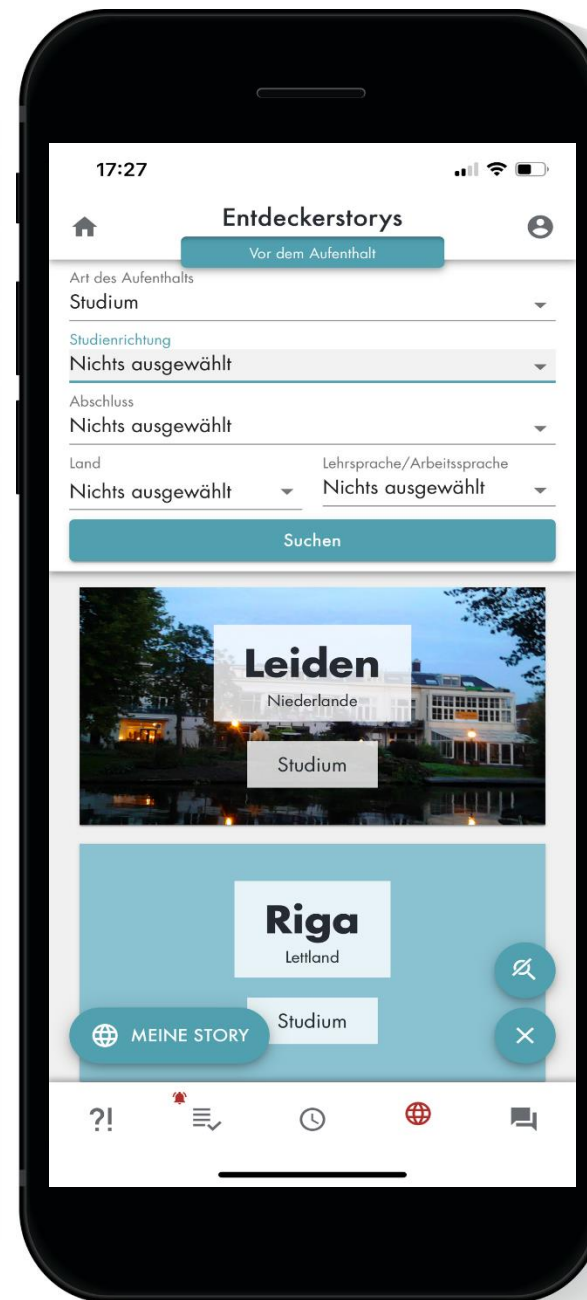 17:27
Entdeckerstorys
Vor dem Aufenthalt
Art des Aufenthalts
Studium
Studienrichtung
Nichts ausgewählt
Abschluss
Nichts ausgewählt
Land
Nichts ausgewählt
Lehrsprache/Arbeitssprache
Nichts ausgewählt
Suchen
Leiden
Niederlande
Studium
Riga
Lettland
Studium
MEINE STORY
?!